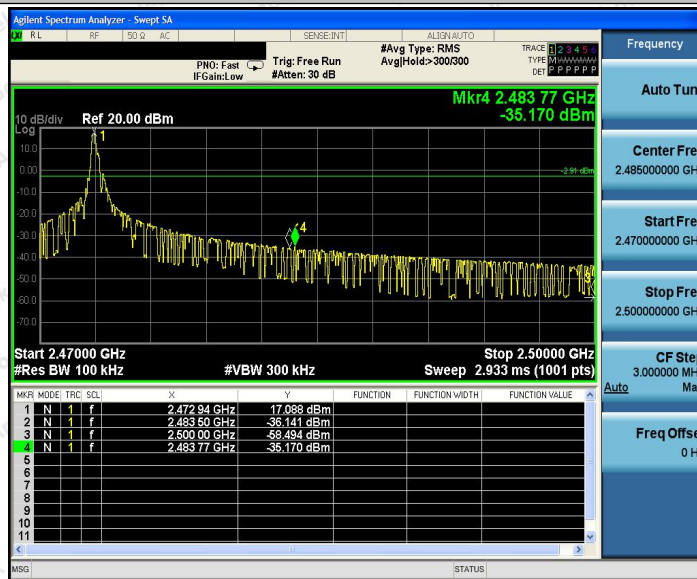 Agilent Spectrum Analyzer - Swept SA
RL RF 50 Ω AC SENSE:INT ALIGN AUTO
PNO: Fast
IFGain:Low
Trig: Free Run
#Atten: 30 dB
#Avg Type: RMS
Avg|Hold:>300/300
TRACE 1 2 3 4 5 6
TYPE M
DET P P P P P P
Mkr4 2.483 77 GHz
-35.170 dBm
10 dB/div Ref 20.00 dBm
Log
10.0
0.00
-10.0
-20.0
-30.0
-40.0
-50.0
-60.0
-70.0
1
4
3
-2.91 dBm
Start 2.47000 GHz Stop 2.50000 GHz
#Res BW 100 kHz #VBW 300 kHz Sweep 2.933 ms (1001 pts)
MKR MODE TRC SCL X Y FUNCTION FUNCTION WIDTH FUNCTION VALUE
1 N 1 f 2.472 94 GHz 17.088 dBm
2 N 1 f 2.483 50 GHz -36.141 dBm
3 N 1 f 2.500 00 GHz -58.494 dBm
4 N 1 f 2.483 77 GHz -35.170 dBm
5
6
7
8
9
10
11
MSG STATUS
Frequency
Auto Tun
Center Fre
2.485000000 GH
Start Fre
2.470000000 GH
Stop Fre
2.500000000 GH
CF Ste
3.000000 MH
Auto Ma
Freq Offse
0 H